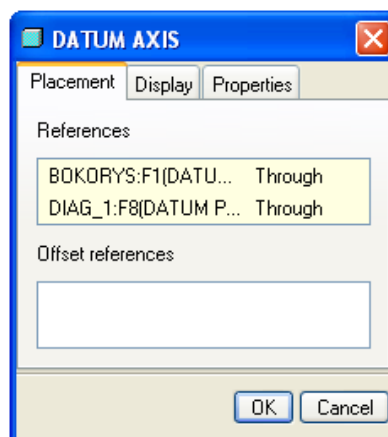 DATUM AXIS
Placement Display Properties
References
BOKORYS:F1(DATU... Through
DIAG_1:F8(DATUM P... Through
Offset references
OK Cancel